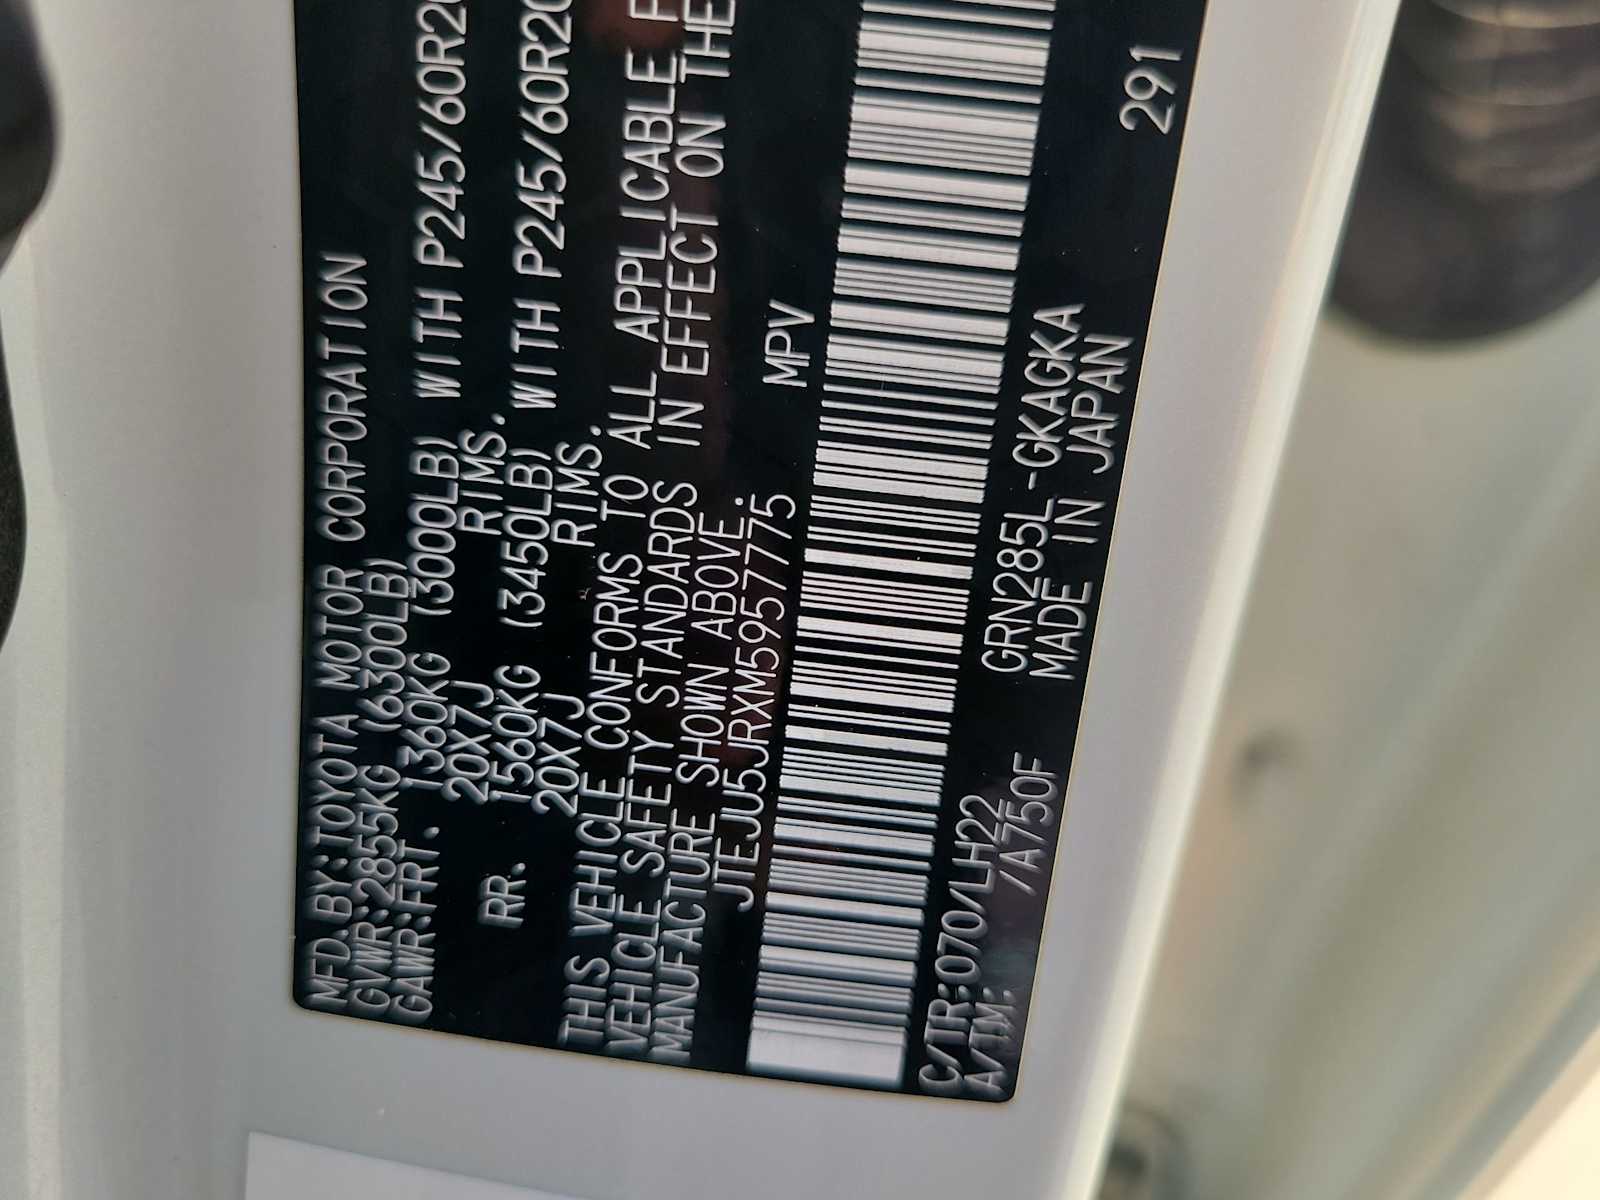 MFD.BY:TOYOTA MOTOR CORPORATION
GVWR:2855KG (6300LB)
GAWR:FRT. 1360KG (3000LB) WITH P245/60R20
20X7J RIMS.
RR. 1560KG (3450LB) WITH P245/60R20
20X7J RIMS.
THIS VEHICLE CONFORMS TO ALL APPLICABLE F
VEHICLE SAFETY STANDARDS IN EFFECT ON THE
MANUFACTURE SHOWN ABOVE.
JTEJU5JRXM5957775 MPV
C/TR:070/LH22 GRN285L-GKAGKA
A/TM: /A750F MADE IN JAPAN 291